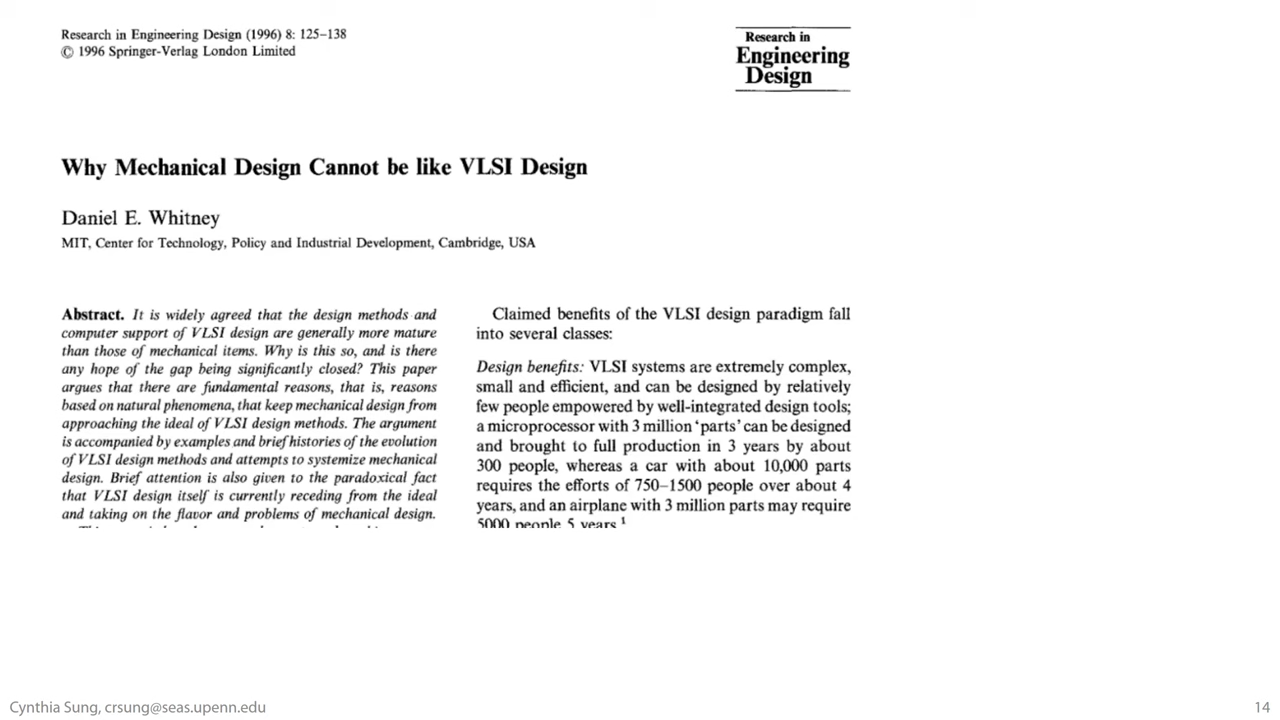 Research in Engineering Design (1996) 8: 125–138
© 1996 Springer-Verlag London Limited
Research in
Engineering
Design
Why Mechanical Design Cannot be like VLSI Design
Daniel E. Whitney
MIT, Center for Technology, Policy and Industrial Development, Cambridge, USA
Abstract. It is widely agreed that the design methods and
computer support of VLSI design are generally more mature
than those of mechanical items. Why is this so, and is there
any hope of the gap being significantly closed? This paper
argues that there are fundamental reasons, that is, reasons
based on natural phenomena, that keep mechanical design from
approaching the ideal of VLSI design methods. The argument
is accompanied by examples and brief histories of the evolution
of VLSI design methods and attempts to systemize mechanical
design. Brief attention is also given to the paradoxical fact
that VLSI design itself is currently receding from the ideal
and taking on the flavor and problems of mechanical design.
Claimed benefits of the VLSI design paradigm fall
into several classes:
Design benefits: VLSI systems are extremely complex,
small and efficient, and can be designed by relatively
few people empowered by well-integrated design tools;
a microprocessor with 3 million 'parts' can be designed
and brought to full production in 3 years by about
300 people, whereas a car with about 10,000 parts
requires the efforts of 750–1500 people over about 4
years, and an airplane with 3 million parts may require
5000 people 5 years.¹
Cynthia Sung, crsung@seas.upenn.edu
14